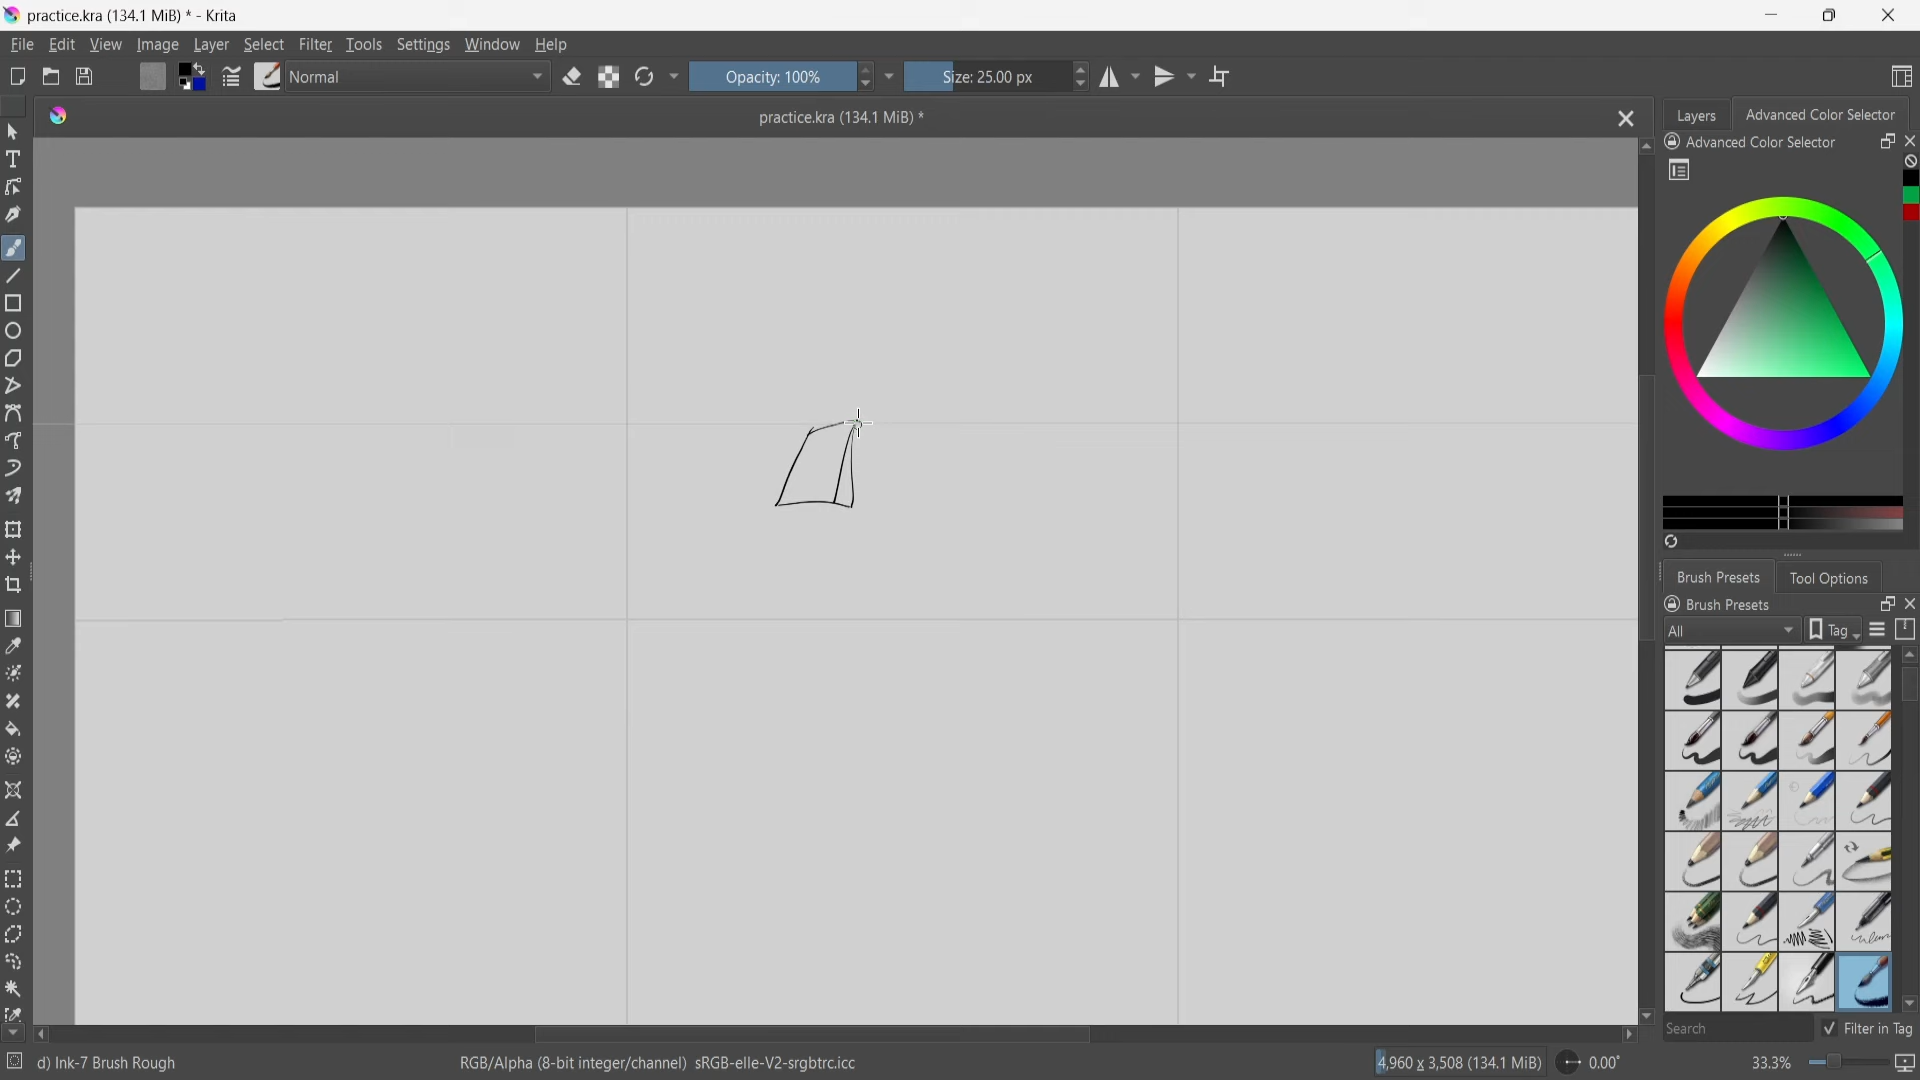 practice.kra (134.1 MiB) * - Krita
File Edit View Image Layer Select Filter Tools Settings Window Help
Normal
Opacity: 100%
Size: 25.00 px
practice.kra (134.1 MiB) *
Layers
Advanced Color Selector
Advanced Color Selector
Brush Presets
Tool Options
Brush Presets
All
Tag
Search
Filter in Tag
d) Ink-7 Brush Rough
RGB/Alpha (8-bit integer/channel) sRGB-elle-V2-srgbtrc.icc
4,960 x 3,508 (134.1 MiB)
0.00°
33.3%